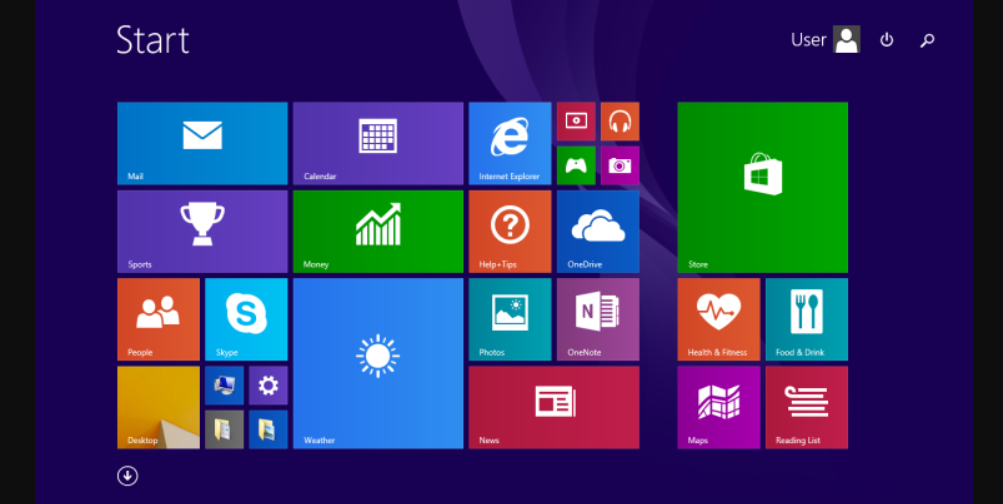 Start
User
Mail
Calendar
Internet Explorer
Sports
Money
Help+Tips
OneDrive
Store
People
Skype
Weather
Photos
OneNote
Health & Fitness
Food & Drink
Desktop
News
Maps
Reading List